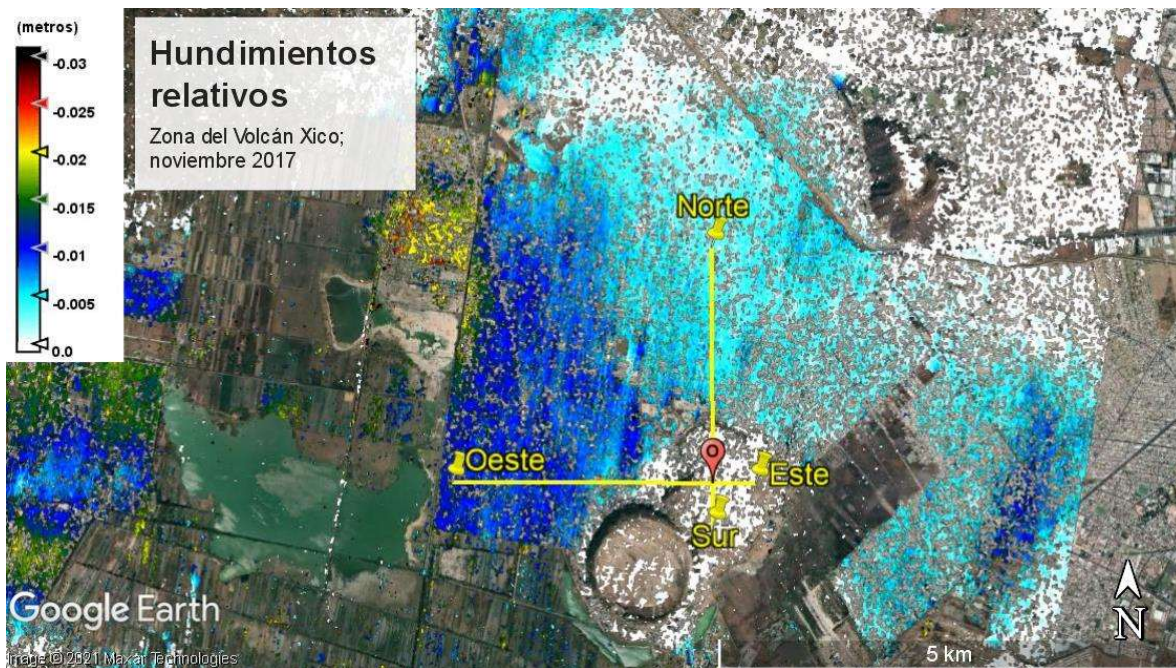 (metros)
-0.03
-0.025
-0.02
-0.015
-0.01
-0.005
0.0
Hundimientos
relativos
Zona del Volcán Xico;
noviembre 2017
Norte
Oeste
Este
Sur
N
5 km
Google Earth
Image © 2021 Maxar Technologies